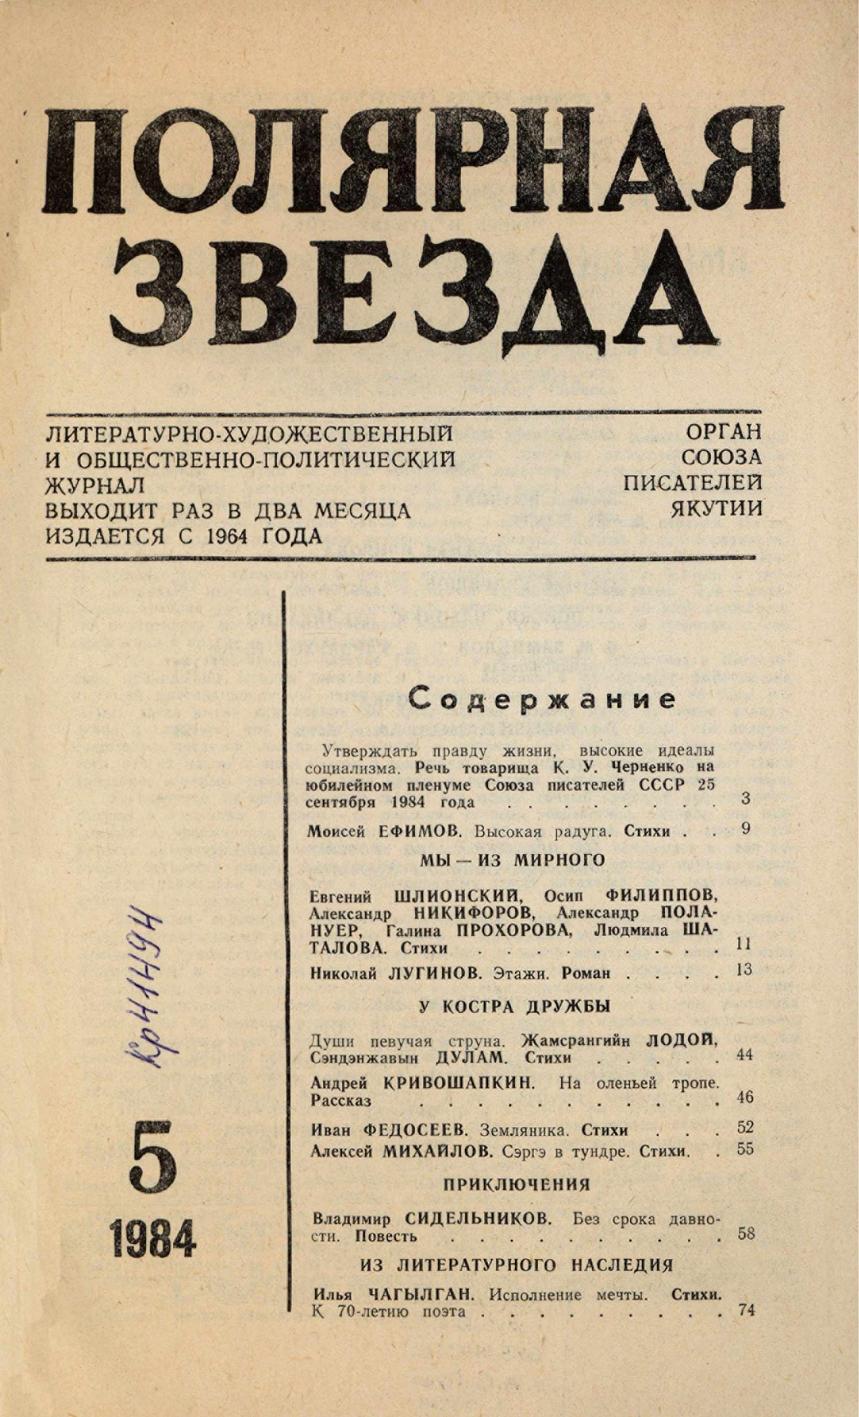 ПОЛЯРНАЯ
ЗВЕЗДА
ЛИТЕРАТУРНО-ХУДОЖЕСТВЕННЫЙ
И ОБЩЕСТВЕННО-ПОЛИТИЧЕСКИЙ
ЖУРНАЛ
ВЫХОДИТ РАЗ В ДВА МЕСЯЦА
ИЗДАЕТСЯ С 1964 ГОДА
ОРГАН
СОЮЗА
ПИСАТЕЛЕЙ
ЯКУТИИ
Содержание
Утверждать правду жизни, высокие идеалы
социализма. Речь товарища К. У. Черненко на
юбилейном пленуме Союза писателей СССР 25
сентября 1984 года . . . . . . . . 3
Моисей ЕФИМОВ. Высокая радуга. Стихи . . 9
МЫ — ИЗ МИРНОГО
Евгений ШЛИОНСКИЙ, Осип ФИЛИППОВ,
Александр НИКИФОРОВ, Александр ПОЛА-
НУЕР, Галина ПРОХОРОВА, Людмила ША-
ТАЛОВА. Стихи . . . . . . . . . 11
Николай ЛУГИНОВ. Этажи. Роман . . . . 13
У КОСТРА ДРУЖБЫ
Души певучая струна. Жамсрангийн ЛОДОЙ,
Сэндэнжавын ДУЛАМ. Стихи . . . . . 44
Андрей КРИВОШАПКИН. На оленьей тропе.
Рассказ . . . . . . . . . . . 46
Иван ФЕДОСЕЕВ. Земляника. Стихи . . . 52
Алексей МИХАЙЛОВ. Сэргэ в тундре. Стихи. . 55
ПРИКЛЮЧЕНИЯ
Владимир СИДЕЛЬНИКОВ. Без срока давно-
сти. Повесть . . . . . . . . . . 58
ИЗ ЛИТЕРАТУРНОГО НАСЛЕДИЯ
Илья ЧАГЫЛГАН. Исполнение мечты. Стихи.
К 70-летию поэта . . . . . . . . . 74
5
1984